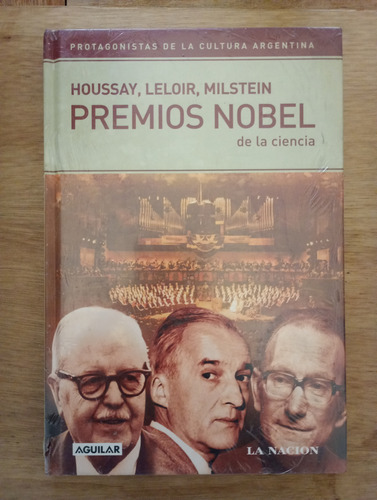 PROTAGONISTAS DE LA CULTURA ARGENTINA
HOUSSAY, LELOIR, MILSTEIN
PREMIOS NOBEL
de la ciencia
AGUILAR
LA NACION